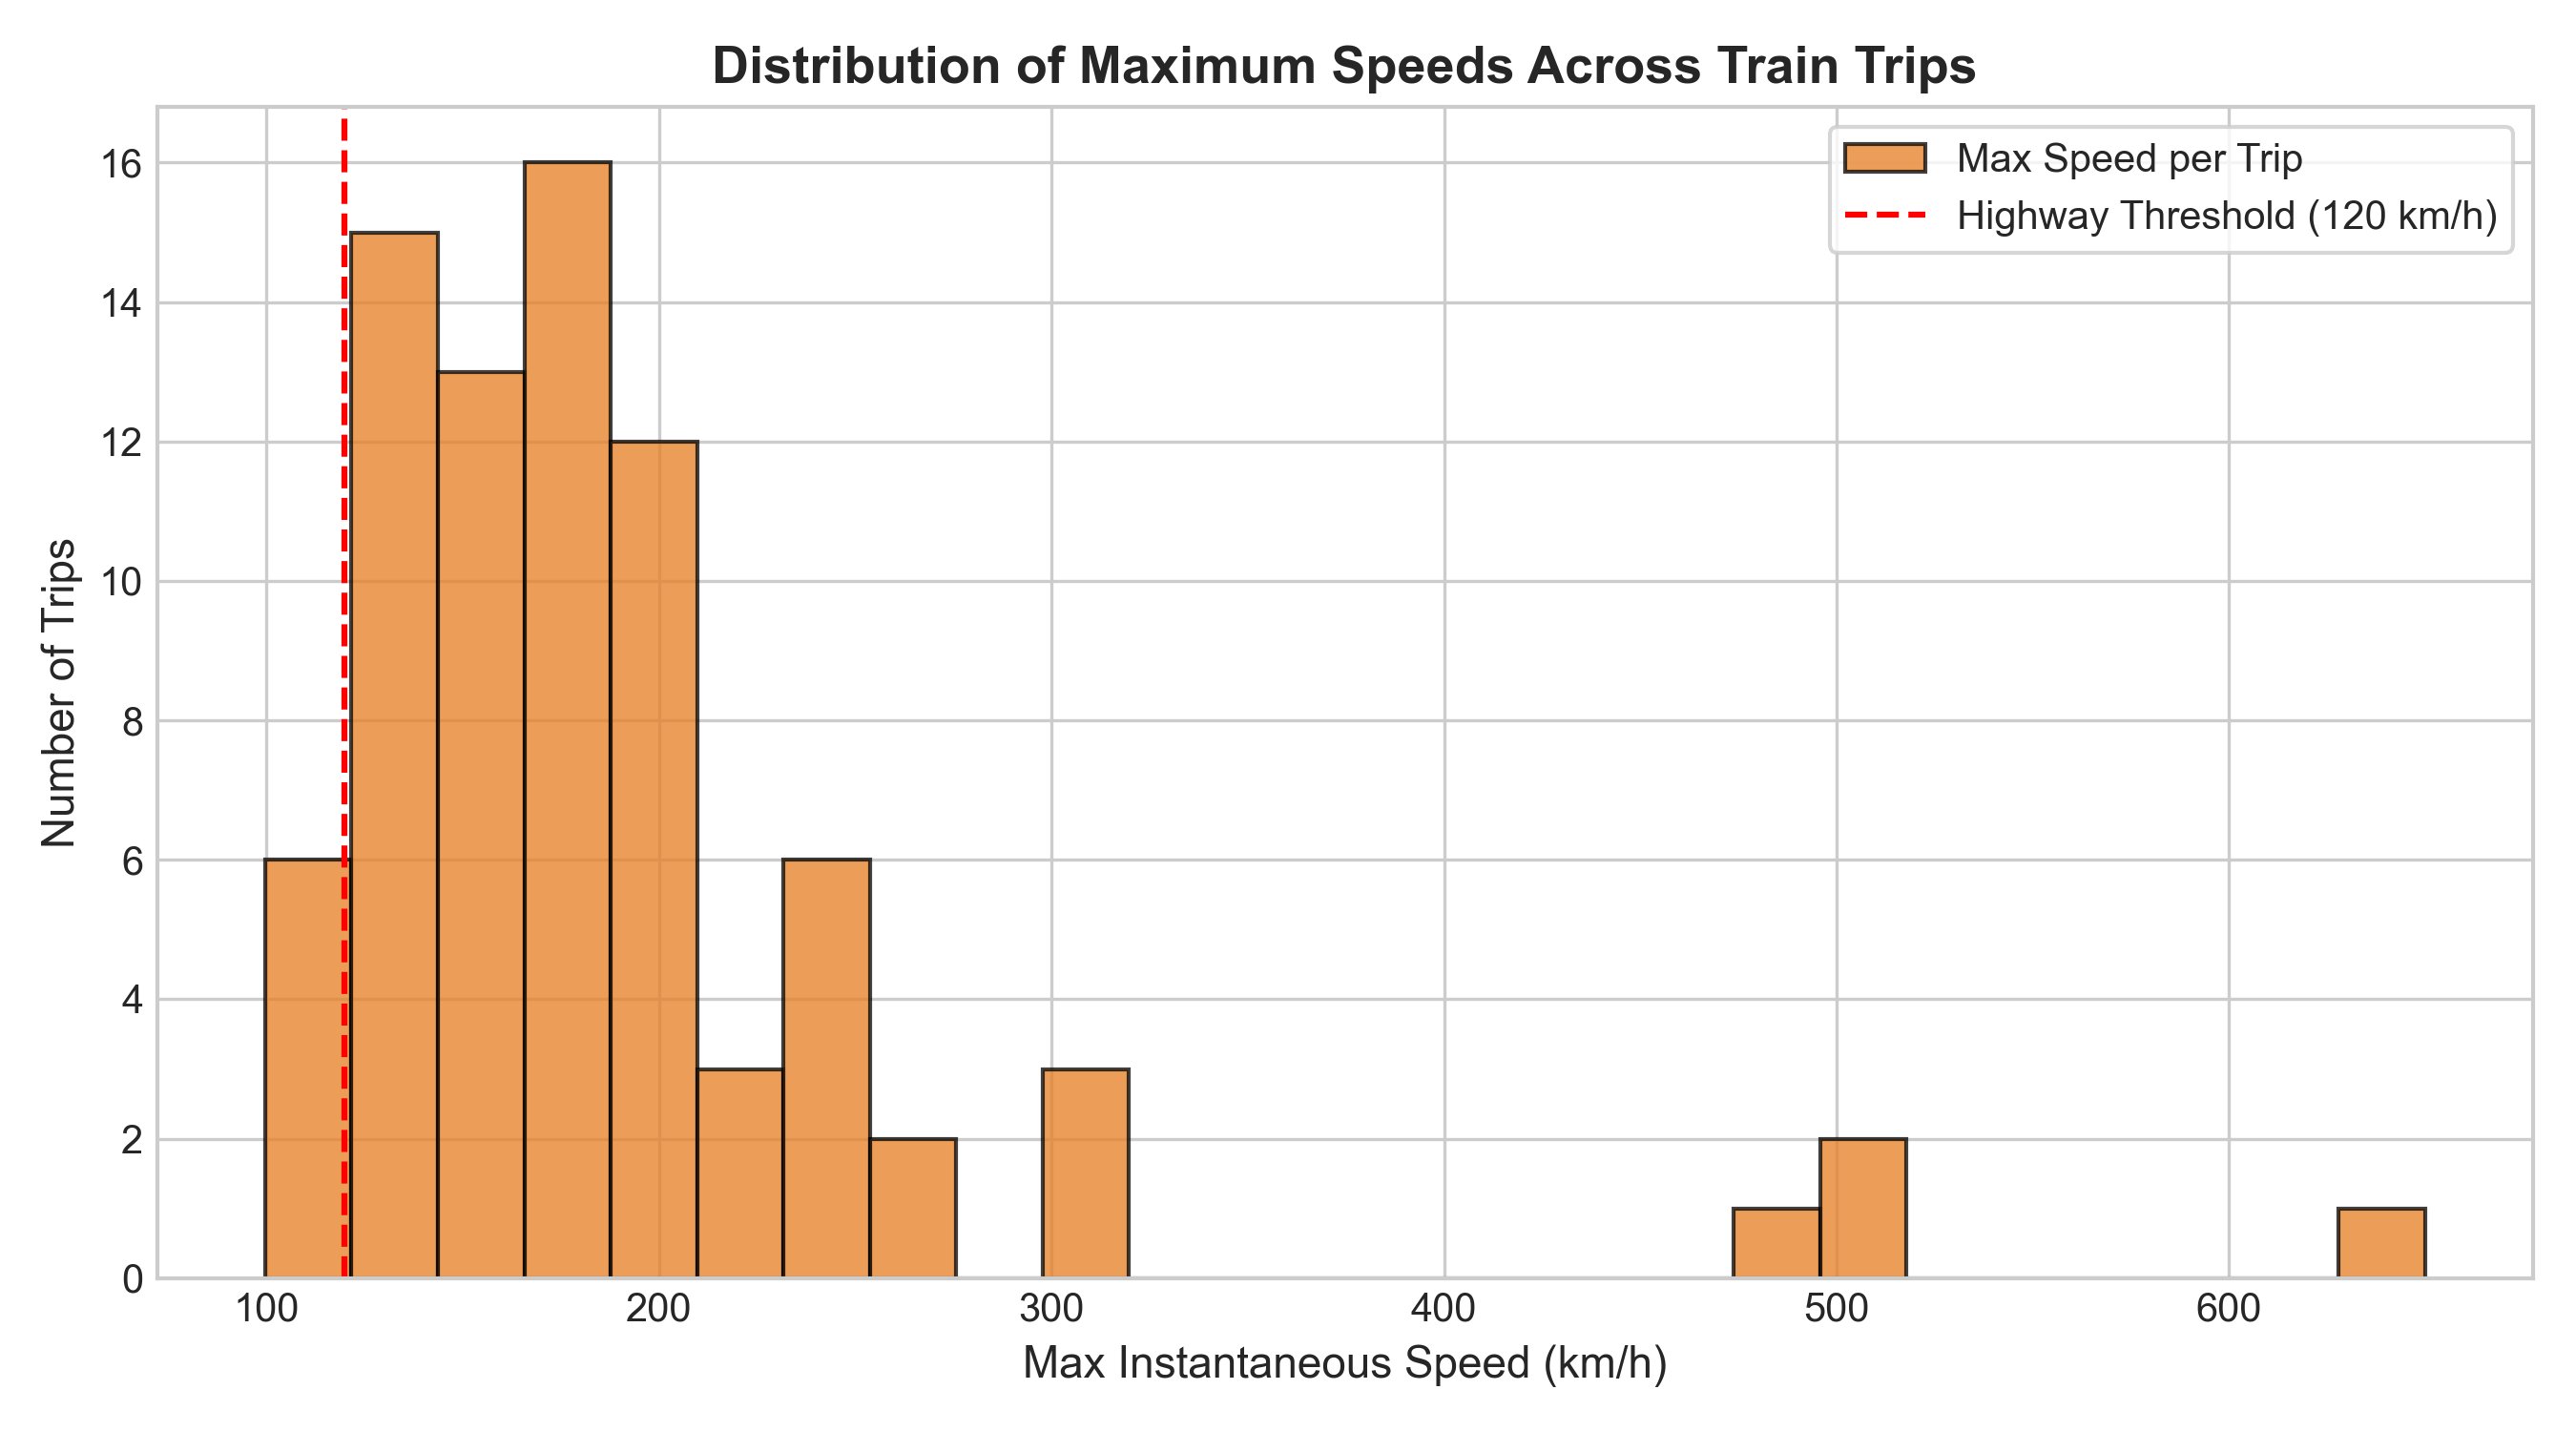 Distribution of Maximum Speeds Across Train Trips
Max Speed per Trip
Highway Threshold (120 km/h)
Number of Trips
16
14
12
10
8
6
4
2
0
100 200 300 400 500 600
Max Instantaneous Speed (km/h)